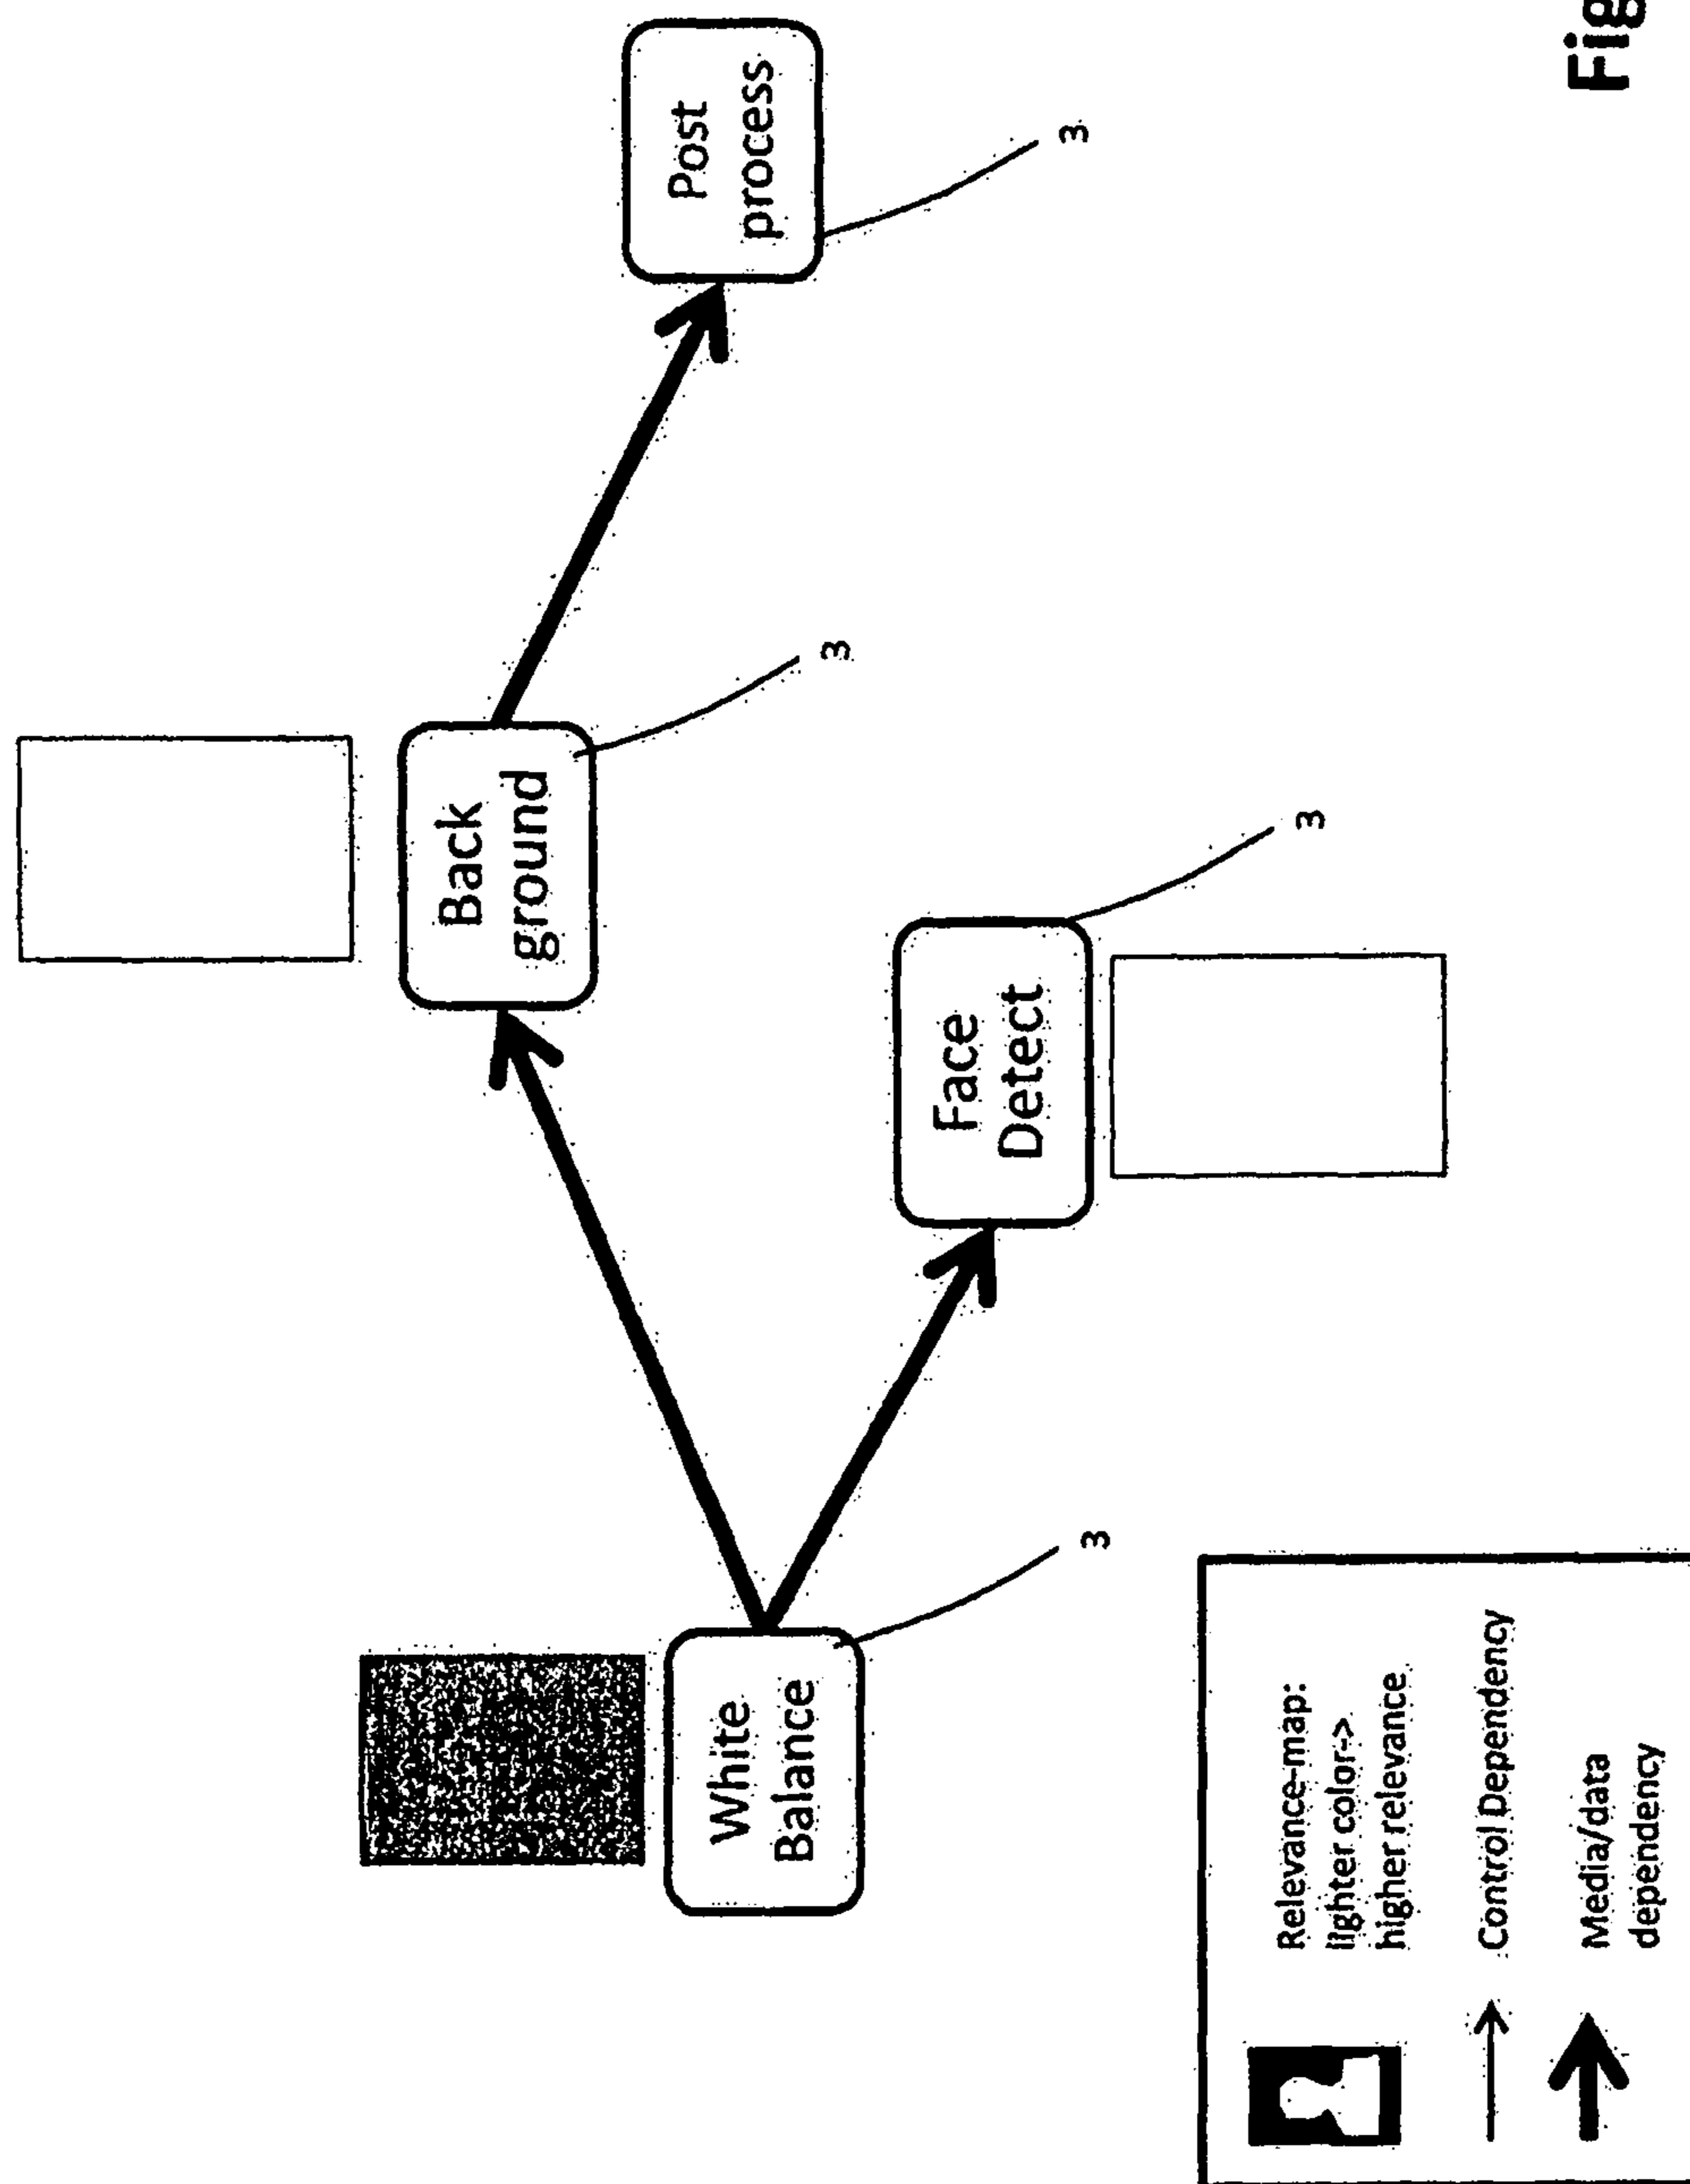 White
Balance
3
Back
ground
3
Face
Detect
3
Post
process
3
Relevance-map:
lighter color->
higher relevance
Control Dependency
Media/data
dependency
Fig